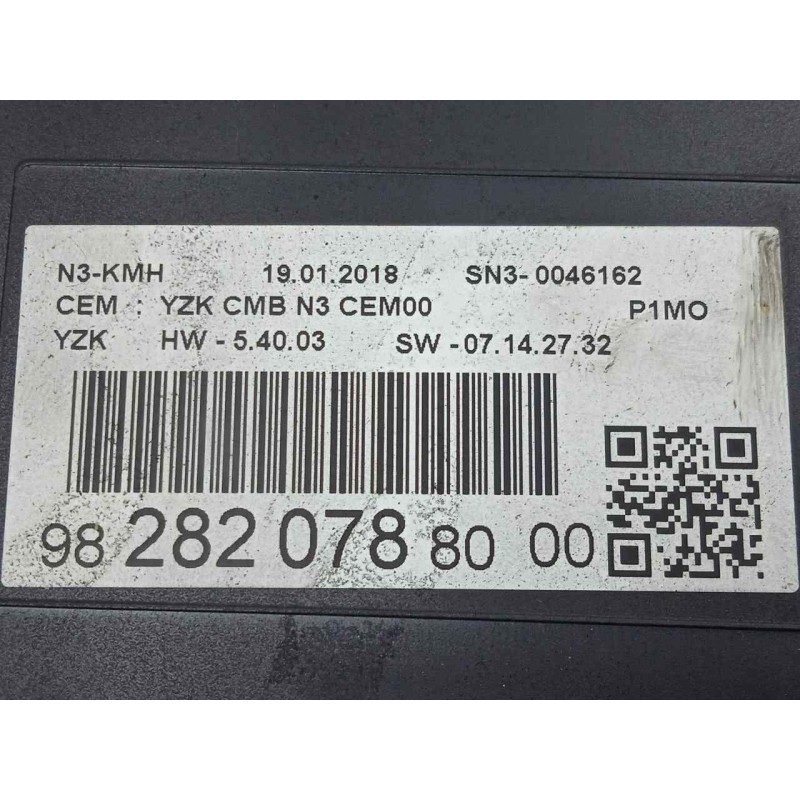 N3-KMH 19.01.2018 SN3- 0046162
CEM : YZK CMB N3 CEM00 P1MO
YZK HW - 5.40.03 SW - 07.14.27.32
98 282 078 80 00